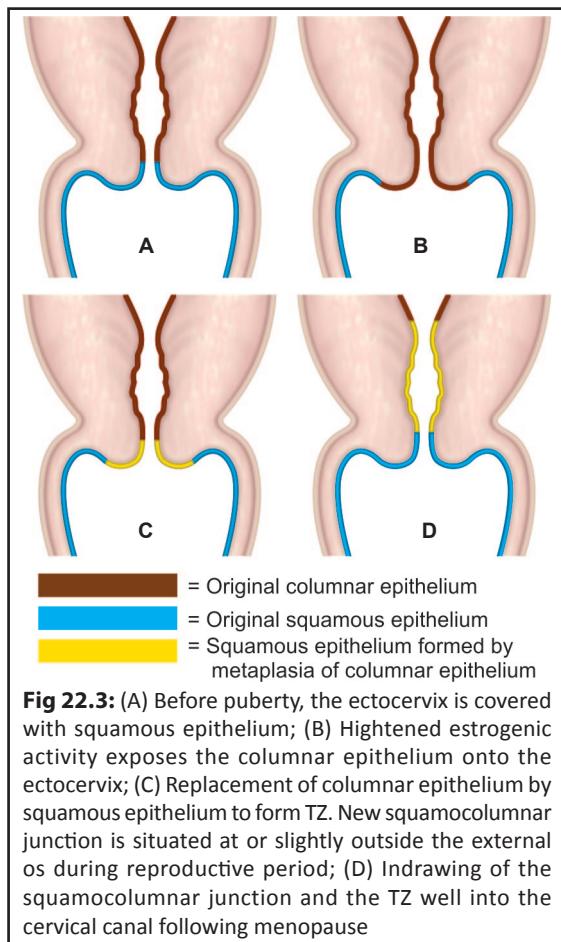 A
B
C
D
= Original columnar epithelium
= Original squamous epithelium
= Squamous epithelium formed by
metaplasia of columnar epithelium
Fig 22.3: (A) Before puberty, the ectocervix is covered
with squamous epithelium; (B) Hightened estrogenic
activity exposes the columnar epithelium onto the
ectocervix; (C) Replacement of columnar epithelium by
squamous epithelium to form TZ. New squamocolumnar
junction is situated at or slightly outside the external
os during reproductive period; (D) Indrawing of the
squamocolumnar junction and the TZ well into the
cervical canal following menopause